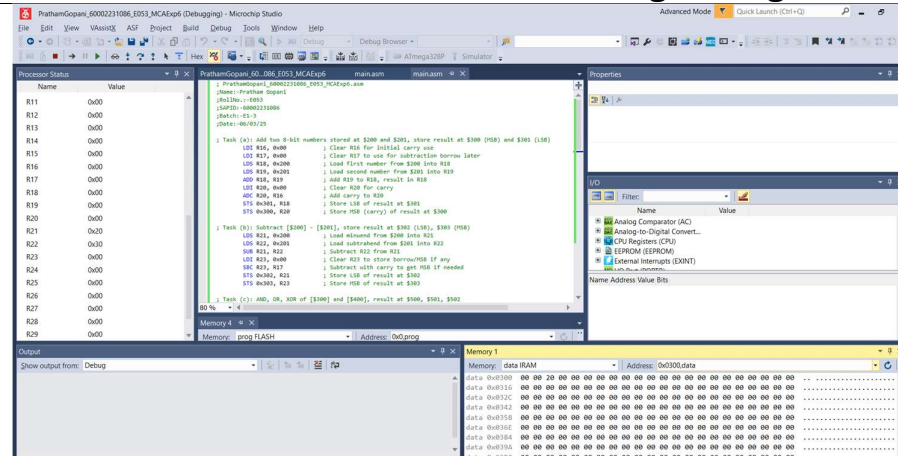 PrathamGopani_60002231086_E053_MCAExp6 (Debugging) - Microchip Studio
Advanced Mode
Quick Launch (Ctrl+Q)
File Edit View VAssistX ASF Project Build Debug Tools Window Help
Debug
Debug Browser
Hex
ATmega328P
Simulator
Processor Status
Name Value
R11 0x00
R12 0x00
R13 0x00
R14 0x00
R15 0x00
R16 0x00
R17 0x00
R18 0x00
R19 0x00
R20 0x00
R21 0x20
R22 0x30
R23 0x00
R24 0x00
R25 0x00
R26 0x00
R27 0x00
R28 0x00
R29 0x00
PrathamGopani_60...086_E053_MCAExp6 main.asm main.asm
; PrathamGopani_60002231086_E053_MCAExp6.asm
;Name:-Pratham Gopani
;RollNo.:-E053
;SAPID:-60002231086
;Batch:-E1-3
;Date:-06/03/25
; Task (a): Add two 8-bit numbers stored at $200 and $201, store result at $300 (MSB) and $301 (LSB)
LDI R16, 0x00 ; Clear R16 for initial carry use
LDI R17, 0x00 ; Clear R17 to use for subtraction borrow later
LDS R18, 0x200 ; Load first number from $200 into R18
LDS R19, 0x201 ; Load second number from $201 into R19
ADD R18, R19 ; Add R19 to R18, result in R18
LDI R20, 0x00 ; Clear R20 for carry
ADC R20, R16 ; Add carry to R20
STS 0x301, R18 ; Store LSB of result at $301
STS 0x300, R20 ; Store MSB (carry) of result at $300
; Task (b): Subtract [$200] - [$201], store result at $302 (LSB), $303 (MSB)
LDS R21, 0x200 ; Load minuend from $200 into R21
LDS R22, 0x201 ; Load subtrahend from $201 into R22
SUB R21, R22 ; Subtract R22 from R21
LDI R23, 0x00 ; Clear R23 to store borrow/MSB if any
SBC R23, R17 ; Subtract with carry to get MSB if needed
STS 0x302, R21 ; Store LSB of result at $302
STS 0x303, R23 ; Store MSB of result at $303
; Task (c): AND, OR, XOR of [$300] and [$400], result at $500, $501, $502
80 %
Memory 4
Memory: prog FLASH Address: 0x0,prog
Properties
I/O
Filter:
Name Value
Analog Comparator (AC)
Analog-to-Digital Convert...
CPU Registers (CPU)
EEPROM (EEPROM)
External Interrupts (EXINT)
Name Address Value Bits
Output
Show output from: Debug
Memory 1
Memory: data IRAM Address: 0x0300,data
data 0x0300 00 00 20 00 00 00 00 00 00 00 00 00 00 00 00 00 00 00 00 00 00 00
data 0x0316 00 00 00 00 00 00 00 00 00 00 00 00 00 00 00 00 00 00 00 00 00 00
data 0x032C 00 00 00 00 00 00 00 00 00 00 00 00 00 00 00 00 00 00 00 00 00 00
data 0x0342 00 00 00 00 00 00 00 00 00 00 00 00 00 00 00 00 00 00 00 00 00 00
data 0x0358 00 00 00 00 00 00 00 00 00 00 00 00 00 00 00 00 00 00 00 00 00 00
data 0x036E 00 00 00 00 00 00 00 00 00 00 00 00 00 00 00 00 00 00 00 00 00 00
data 0x0384 00 00 00 00 00 00 00 00 00 00 00 00 00 00 00 00 00 00 00 00 00 00
data 0x039A 00 00 00 00 00 00 00 00 00 00 00 00 00 00 00 00 00 00 00 00 00 00